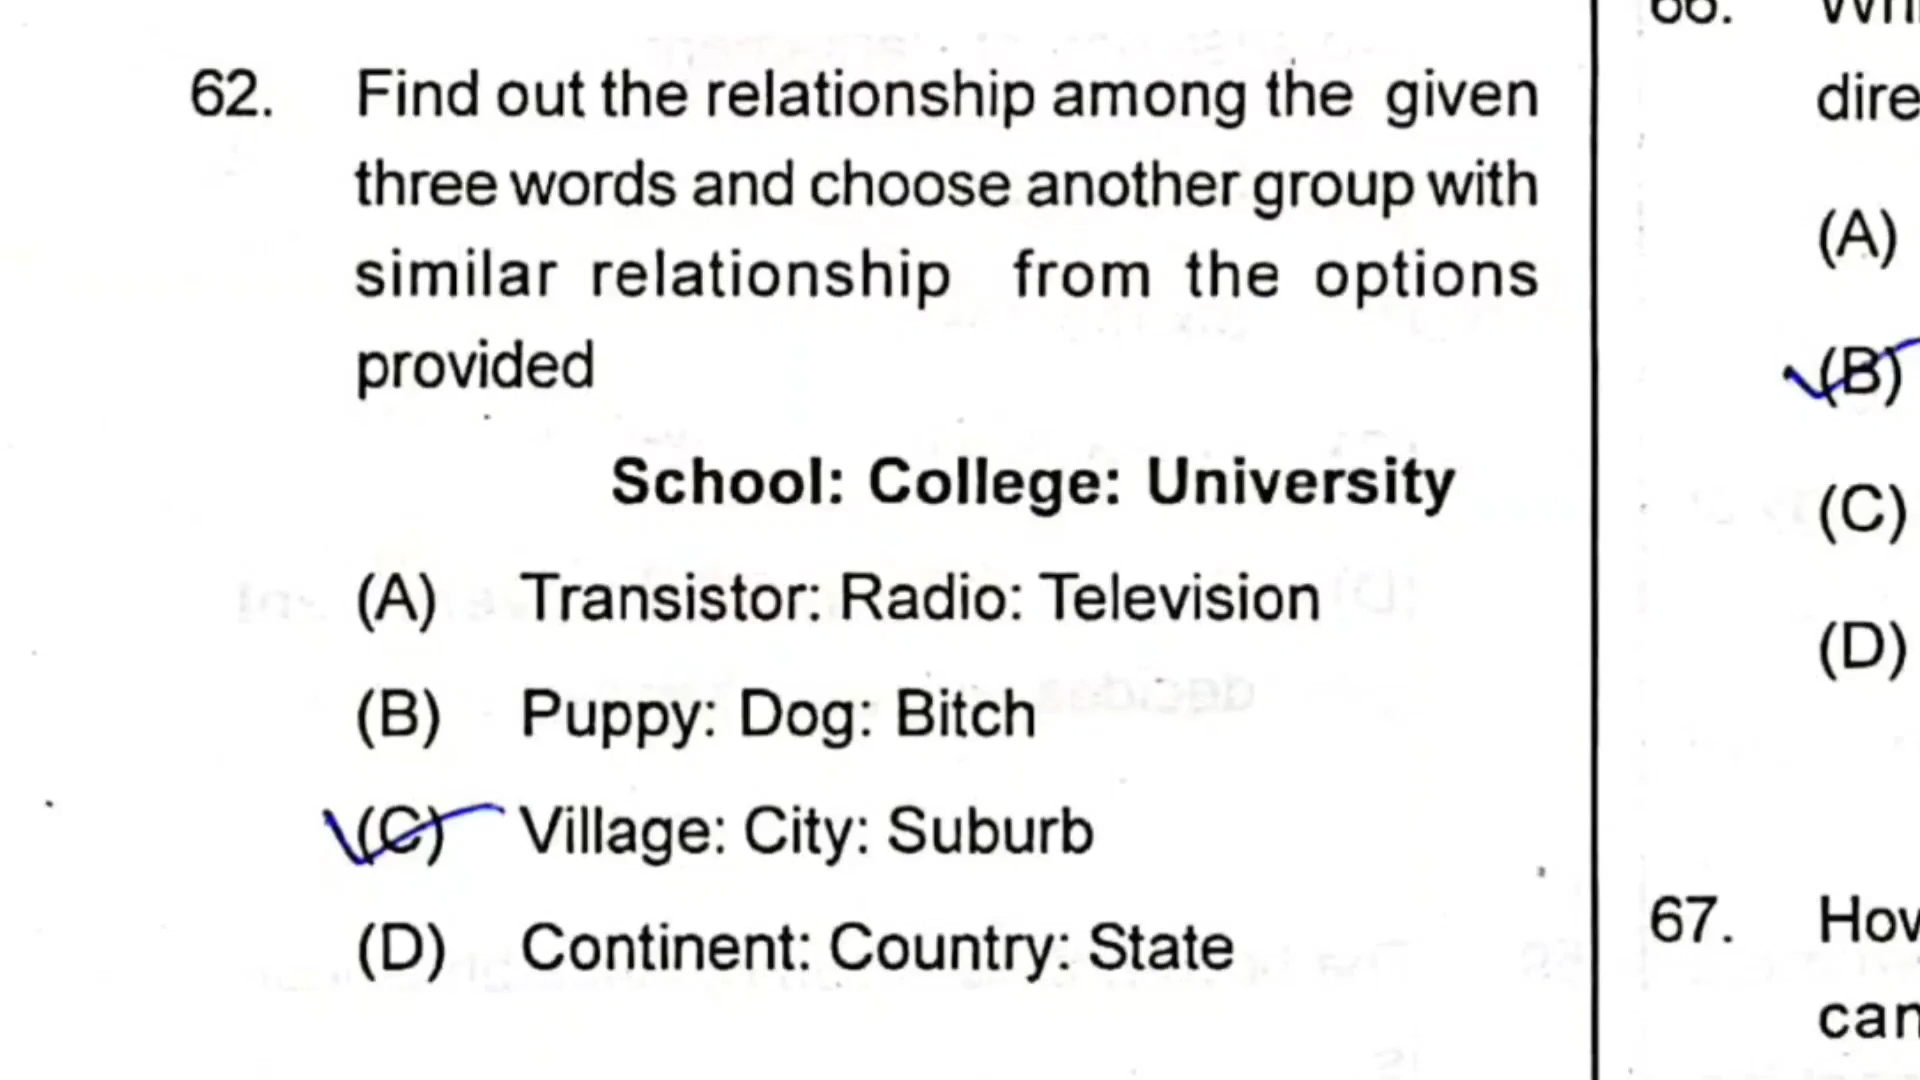 62. Find out the relationship among the given
three words and choose another group with
similar relationship from the options
provided
School: College: University
(A) Transistor: Radio: Television
(B) Puppy: Dog: Bitch
(C) Village: City: Suburb
(D) Continent: Country: State
66.
dire
(A)
(B)
(C)
(D)
67. How
can